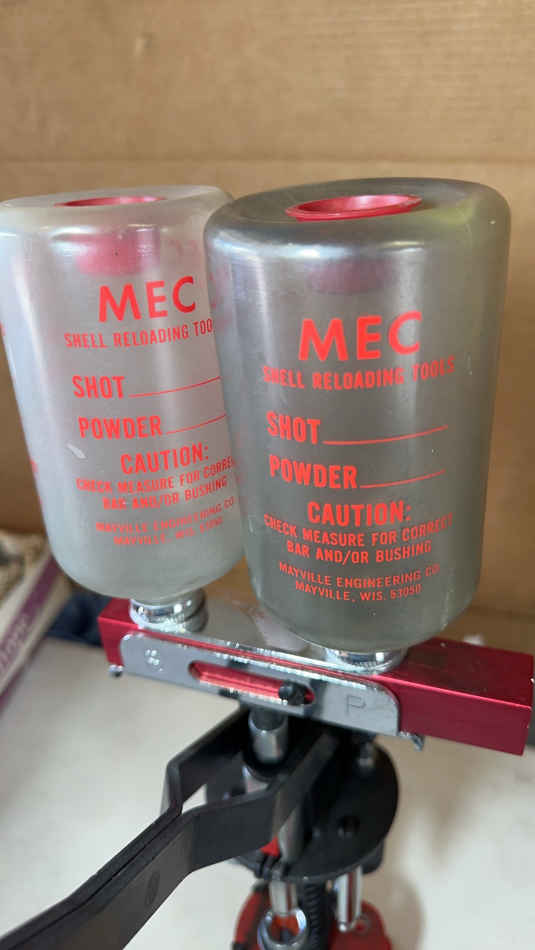 MEC
SHELL RELOADING TOO
SHOT
POWDER
CAUTION:
CHECK MEASURE FOR CORREC
BAR AND/OR BUSHING
MAYVILLE ENGINEERING CO
MAYVILLE, WIS. 53050
MEC
SHELL RELOADING TOOLS
SHOT
POWDER
CAUTION:
CHECK MEASURE FOR CORRECT
BAR AND/OR BUSHING
MAYVILLE ENGINEERING CO.
MAYVILLE, WIS. 53050
S
P